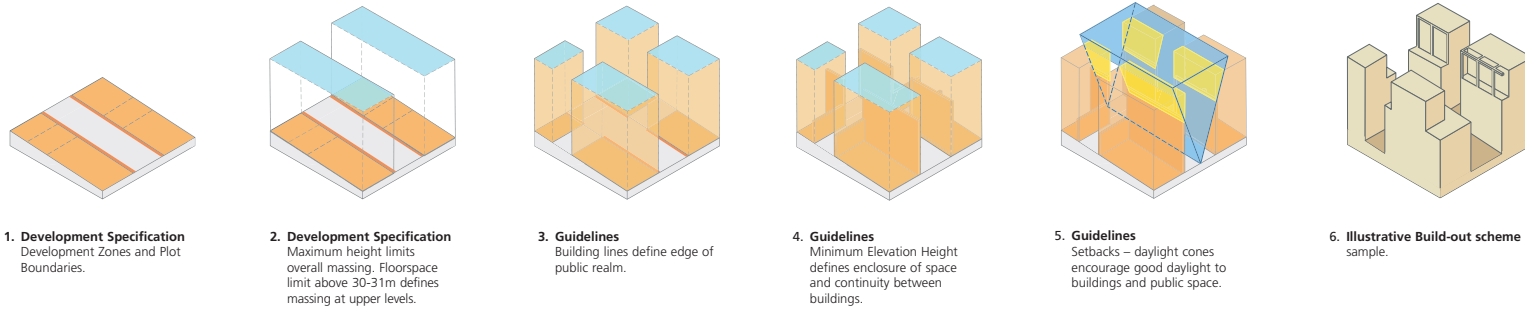 1. Development Specification
Development Zones and Plot
Boundaries.
2. Development Specification
Maximum height limits
overall massing. Floorspace
limit above 30-31m defines
massing at upper levels.
3. Guidelines
Building lines define edge of
public realm.
4. Guidelines
Minimum Elevation Height
defines enclosure of space
and continuity between
buildings.
5. Guidelines
Setbacks – daylight cones
encourage good daylight to
buildings and public space.
6. Illustrative Build-out scheme
sample.